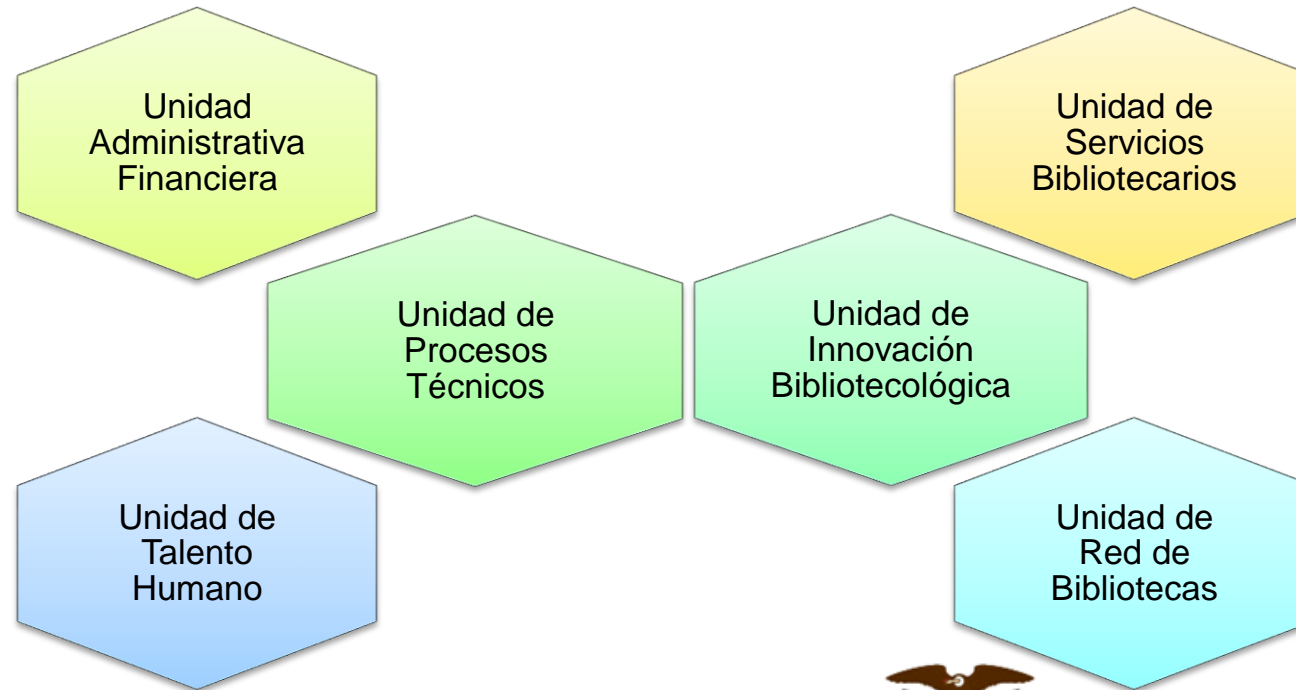 Unidad
Administrativa
Financiera
Unidad de
Servicios
Bibliotecarios
Unidad de
Procesos
Técnicos
Unidad de
Innovación
Bibliotecológica
Unidad de
Talento
Humano
Unidad de
Red de
Bibliotecas